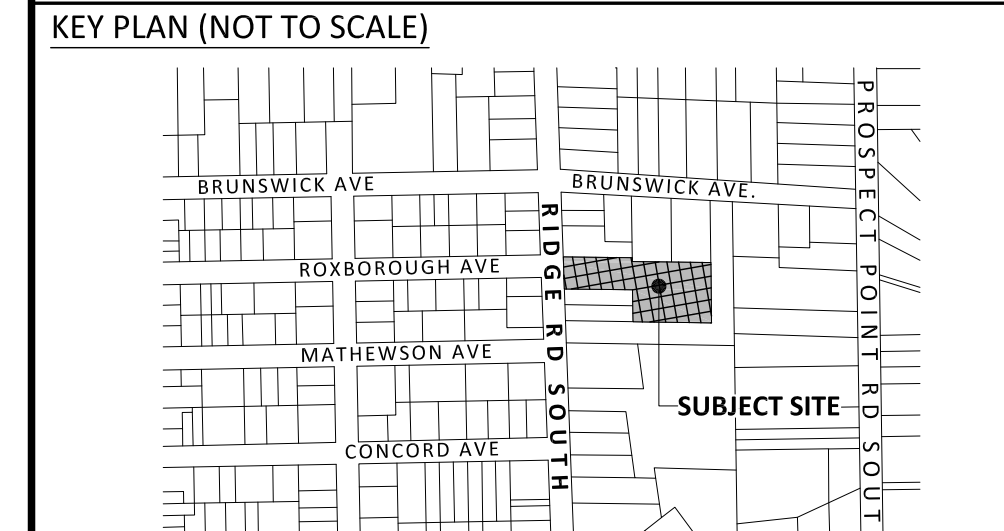 KEY PLAN (NOT TO SCALE)
BRUNSWICK AVE
BRUNSWICK AVE.
RIDGE RD SOUTH
PROSPECT POINT RD SOUT
ROXBOROUGH AVE
MATHEWSON AVE
SUBJECT SITE
CONCORD AVE